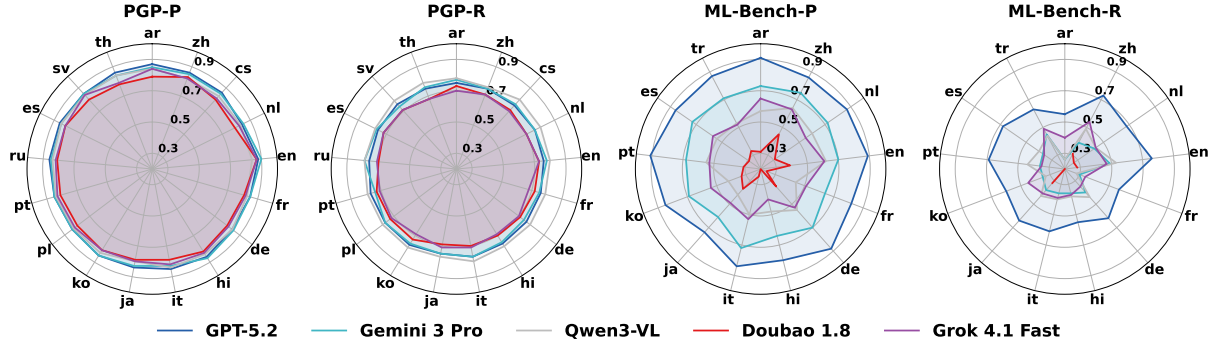 PGP-P
PGP-R
ML-Bench-P
ML-Bench-R
ar
zh
cs
nl
en
fr
de
hi
it
ja
ko
pl
pt
ru
es
sv
th
0.3
0.5
0.7
0.9
ar
zh
cs
nl
en
fr
de
hi
it
ja
ko
pl
pt
ru
es
sv
th
0.3
0.5
0.7
0.9
ar
zh
nl
en
fr
de
hi
it
ja
ko
pt
es
tr
0.3
0.5
0.7
0.9
ar
zh
nl
en
fr
de
hi
it
ja
ko
pt
es
tr
0.3
0.5
0.7
0.9
GPT-5.2 Gemini 3 Pro Qwen3-VL Doubao 1.8 Grok 4.1 Fast